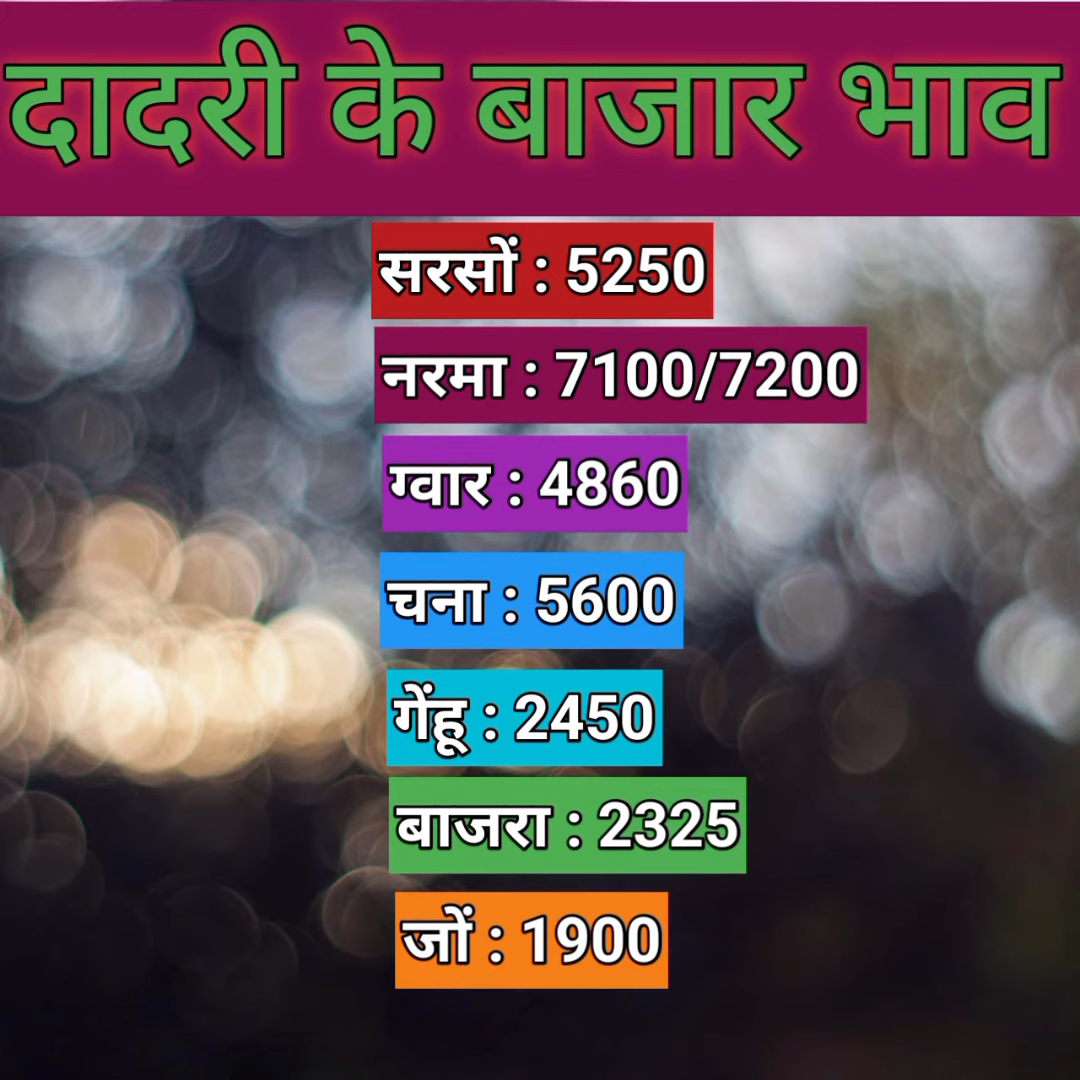 दादरी के बाजार भाव
सरसों : 5250
नरमा : 7100/7200
ग्वार : 4860
चना : 5600
गेंहू : 2450
बाजरा : 2325
जों : 1900